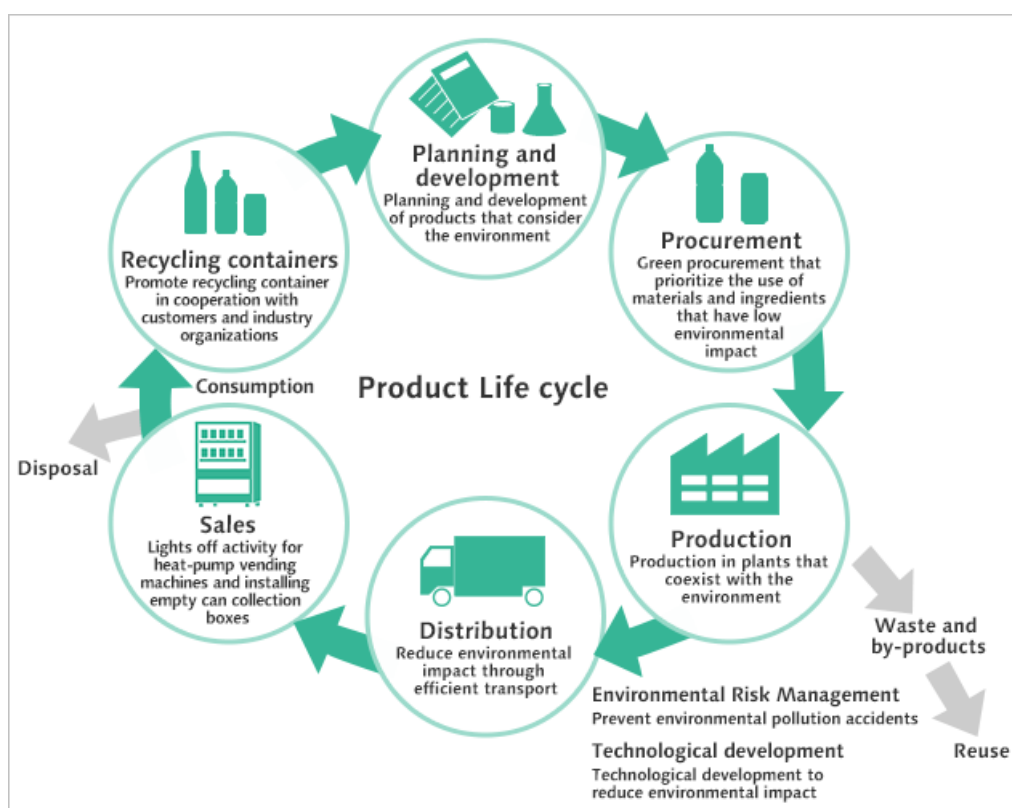 Planning and
development
Planning and development
of products that consider
the environment
Procurement
Green procurement that
prioritize the use of
materials and ingredients
that have low
environmental
impact
Production
Production in plants that
coexist with the
environment
Waste and
by-products
Reuse
Environmental Risk Management
Prevent environmental pollution accidents
Technological development
Technological development to
reduce environmental impact
Distribution
Reduce environmental
impact through
efficient transport
Sales
Lights off activity for
heat-pump vending
machines and installing
empty can collection
boxes
Disposal
Consumption
Recycling containers
Promote recycling container
in cooperation with
customers and industry
organizations
Product Life cycle